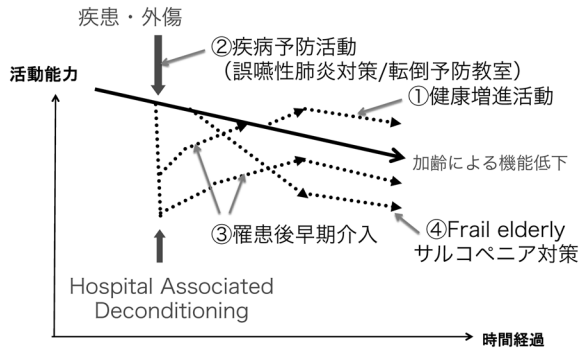 疾患・外傷
②疾病予防活動
（誤嚥性肺炎対策/転倒予防教室）
活動能力
①健康増進活動
加齢による機能低下
③罹患後早期介入
④Frail elderly
サルコペニア対策
Hospital Associated
Deconditioning
時間経過